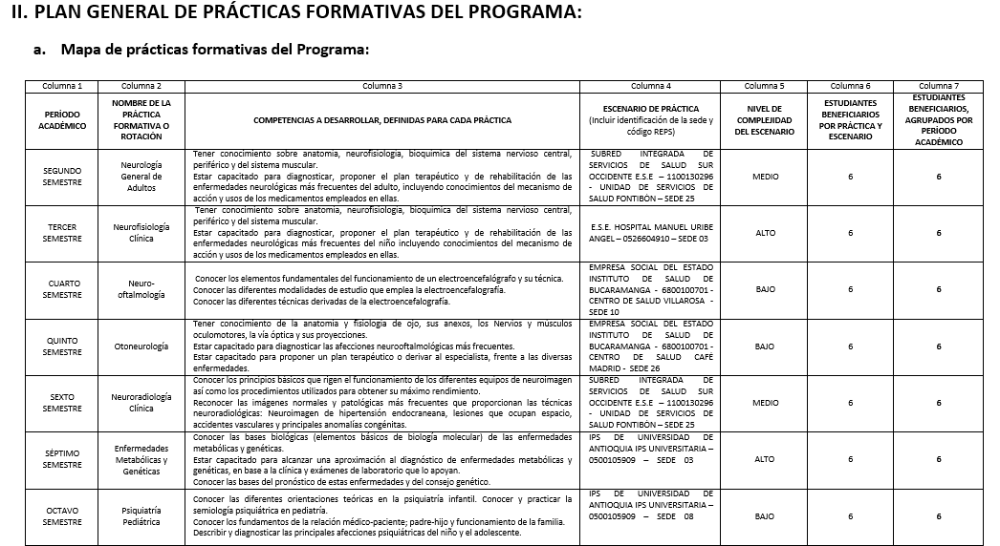 II. PLAN GENERAL DE PRÁCTICAS FORMATIVAS DEL PROGRAMA:
a. Mapa de prácticas formativas del Programa:
Columna 1 Columna 2 Columna 3 Columna 4 Columna 5 Columna 6 Columna 7
PERÍODO
ACADÉMICO
NOMBRE DE LA
PRÁCTICA
FORMATIVA O
ROTACIÓN
COMPETENCIAS A DESARROLLAR, DEFINIDAS PARA CADA PRÁCTICA
ESCENARIO DE PRÁCTICA
(Incluir identificación de la sede y
código REPS)
NIVEL DE
COMPLEJIDAD
DEL ESCENARIO
ESTUDIANTES
BENEFICIARIOS
POR PRÁCTICA Y
ESCENARIO
ESTUDIANTES
BENEFICIARIOS,
AGRUPADOS POR
PERÍODO
ACADÉMICO
SEGUNDO
SEMESTRE
Neurología
General de
Adultos
Tener conocimiento sobre anatomia, neurofisiologia, bioquimica del sistema nervioso central,
periférico y del sistema muscular.
Estar capacitado para diagnosticar, proponer el plan terapéutico y de rehabilitación de las
enfermedades neurológicas más frecuentes del adulto, incluyendo conocimientos del mecanismo de
acción y usos de los medicamentos empleados en ellas.
SUBRED INTEGRADA DE
SERVICIOS DE SALUD SUR
OCCIDENTE E.S.E – 1100130296
- UNIDAD DE SERVICIOS DE
SALUD FONTIBÓN – SEDE 25
MEDIO
6
6
TERCER
SEMESTRE
Neurofisiología
Clínica
Tener conocimiento sobre anatomia, neurofisiologia, bioquimica del sistema nervioso central,
periférico y del sistema muscular.
Estar capacitado para diagnosticar, proponer el plan terapéutico y de rehabilitación de las
enfermedades neurológicas más frecuentes del niño incluyendo conocimientos del mecanismo de
acción y usos de los medicamentos empleados en ellas.
E.S.E. HOSPITAL MANUEL URIBE
ANGEL – 0526604910 – SEDE 03
ALTO
6
6
CUARTO
SEMESTRE
Neuro-
oftalmología
Conocer los elementos fundamentales del funcionamiento de un electroencefalógrafo y su técnica.
Conocer las diferentes modalidades de estudio que emplea la electroencefalografía.
Conocer las diferentes técnicas derivadas de la electroencefalografía.
EMPRESA SOCIAL DEL ESTADO
INSTITUTO DE SALUD DE
BUCARAMANGA - 6800100701 -
CENTRO DE SALUD VILLAROSA -
SEDE 10
BAJO
6
6
QUINTO
SEMESTRE
Otoneurología
Tener conocimiento de la anatomia y fisiologia de ojo, sus anexos, los Nervios y músculos
oculomotores, la vía óptica y sus proyecciones.
Estar capacitado para diagnosticar las afecciones neurooftalmológicas más frecuentes.
Estar capacitado para proponer un plan terapéutico o derivar al especialista, frente a las diversas
enfermedades.
EMPRESA SOCIAL DEL ESTADO
INSTITUTO DE SALUD DE
BUCARAMANGA - 6800100701 -
CENTRO DE SALUD CAFÉ
MADRID - SEDE 26
BAJO
6
6
SEXTO
SEMESTRE
Neuroradiología
Clínica
Conocer los principios básicos que rigen el funcionamiento de los diferentes equipos de neuroimagen
así como los procedimientos utilizados para obtener su máximo rendimiento.
Reconocer las imágenes normales y patológicas más frecuentes que proporcionan las técnicas
neuroradiológicas: Neuroimagen de hipertensión endocraneana, lesiones que ocupan espacio,
accidentes vasculares y principales anomalías congénitas.
SUBRED INTEGRADA DE
SERVICIOS DE SALUD SUR
OCCIDENTE E.S.E – 1100130296
- UNIDAD DE SERVICIOS DE
SALUD FONTIBÓN – SEDE 25
MEDIO
6
6
SÉPTIMO
SEMESTRE
Enfermedades
Metabólicas y
Genéticas
Conocer las bases biológicas (elementos básicos de biología molecular) de las enfermedades
metabólicas y genéticas.
Estar capacitado para alcanzar una aproximación al diagnóstico de enfermedades metabólicas y
genéticas, en base a la clínica y exámenes de laboratorio que lo apoyan.
Conocer las bases del pronóstico de estas enfermedades y del consejo genético.
IPS DE UNIVERSIDAD DE
ANTIOQUIA IPS UNIVERSITARIA –
0500105909 – SEDE 03
ALTO
6
6
OCTAVO
SEMESTRE
Psiquiatría
Pediátrica
Conocer las diferentes orientaciones teóricas en la psiquiatría infantil. Conocer y practicar la
semiología psiquiátrica en pediatría.
Conocer los fundamentos de la relación médico-paciente; padre-hijo y funcionamiento de la familia.
Describir y diagnosticar las principales afecciones psiquiátricas del niño y el adolescente.
IPS DE UNIVERSIDAD DE
ANTIOQUIA IPS UNIVERSITARIA –
0500105909 – SEDE 08
BAJO
6
6